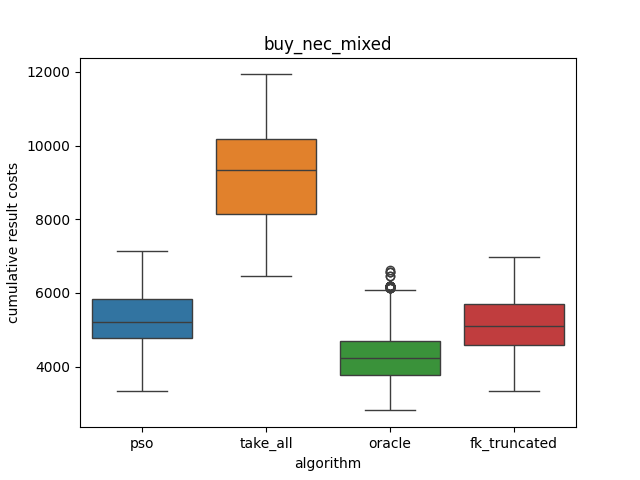 buy_nec_mixed
cumulative result costs
12000
10000
8000
6000
4000
pso take_all oracle fk_truncated
algorithm